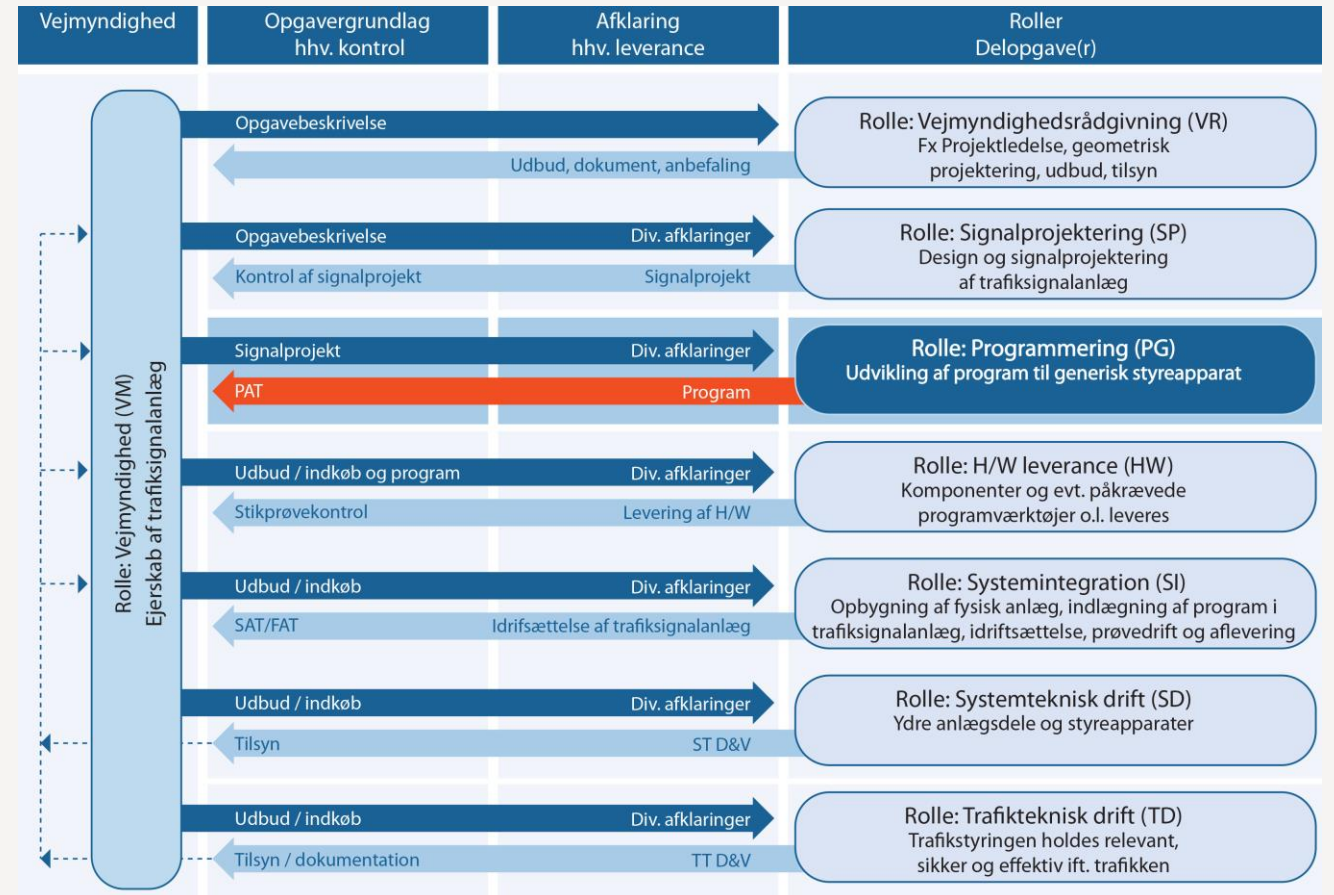 Vejmyndighed
Opgavergrundlag
hhv. kontrol
Afklaring
hhv. leverance
Roller
Delopgave(r)
Rolle: Vejmyndighed (VM)
Ejerskab af trafiksignalanlæg
Opgavebeskrivelse
Udbud, dokument, anbefaling
Rolle: Vejmyndighedsrådgivning (VR)
Fx Projektledelse, geometrisk
projektering, udbud, tilsyn
Opgavebeskrivelse
Div. afklaringer
Kontrol af signalprojekt
Signalprojekt
Rolle: Signalprojektering (SP)
Design og signalprojektering
af trafiksignalanlæg
Signalprojekt
Div. afklaringer
PAT
Program
Rolle: Programmering (PG)
Udvikling af program til generisk styreapparat
Udbud / indkøb og program
Div. afklaringer
Stikprøvekontrol
Levering af H/W
Rolle: H/W leverance (HW)
Komponenter og evt. påkrævede
programværktøjer o.l. leveres
Udbud / indkøb
Div. afklaringer
SAT/FAT
Idrifsættelse af trafiksignalanlæg
Rolle: Systemintegration (SI)
Opbygning af fysisk anlæg, indlægning af program i
trafiksignalanlæg, idriftsættelse, prøvedrift og aflevering
Udbud / indkøb
Div. afklaringer
Tilsyn
ST D&V
Rolle: Systemteknisk drift (SD)
Ydre anlægsdele og styreapparater
Udbud / indkøb
Div. afklaringer
Tilsyn / dokumentation
TT D&V
Rolle: Trafikteknisk drift (TD)
Trafikstyringen holdes relevant,
sikker og effektiv ift. trafikken